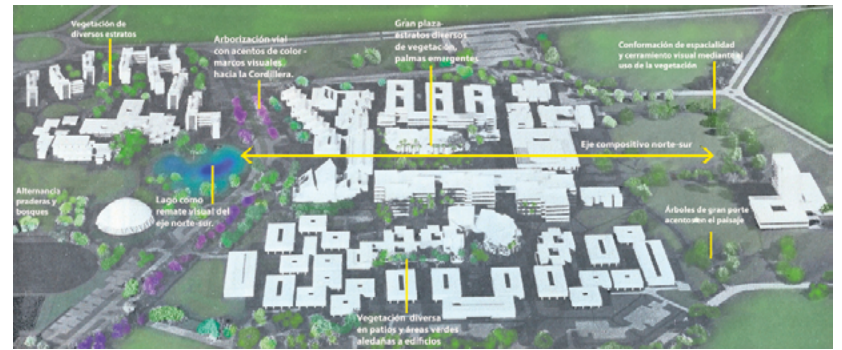 Vegetación de
diversos estratos
Arborización vial
con acentos de color -
marcos visuales
hacia la Cordillera.
Gran plaza
estratos diversos
de vegetación,
palmas emergentes
Conformación de espacialidad
y cerramiento visual mediante el
uso de la vegetación
Eje compositivo norte-sur
Alternancia
praderas y
bosques
Lago como
remate visual del
eje norte-sur.
Árboles de gran porte
acentos en el paisaje
Vegetación diversa
en patios y áreas verdes
aledañas a edificios